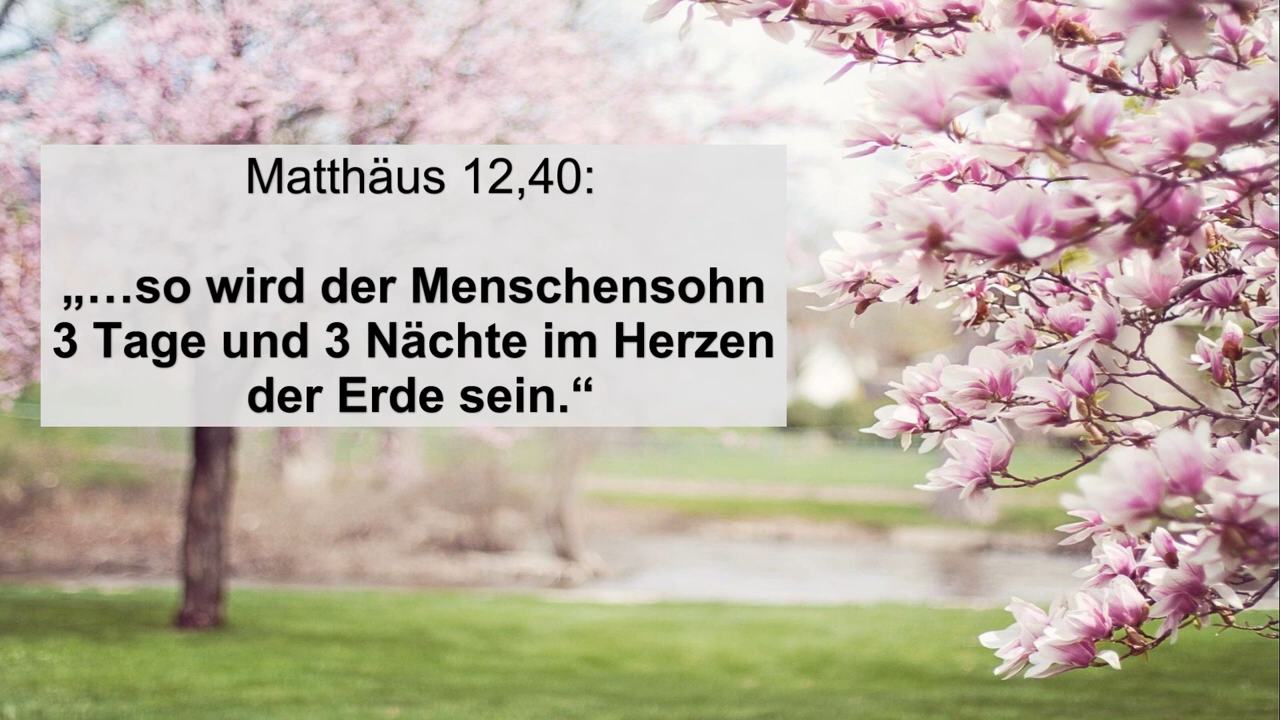 Matthäus 12,40:
„…so wird der Menschensohn
3 Tage und 3 Nächte im Herzen
der Erde sein.“